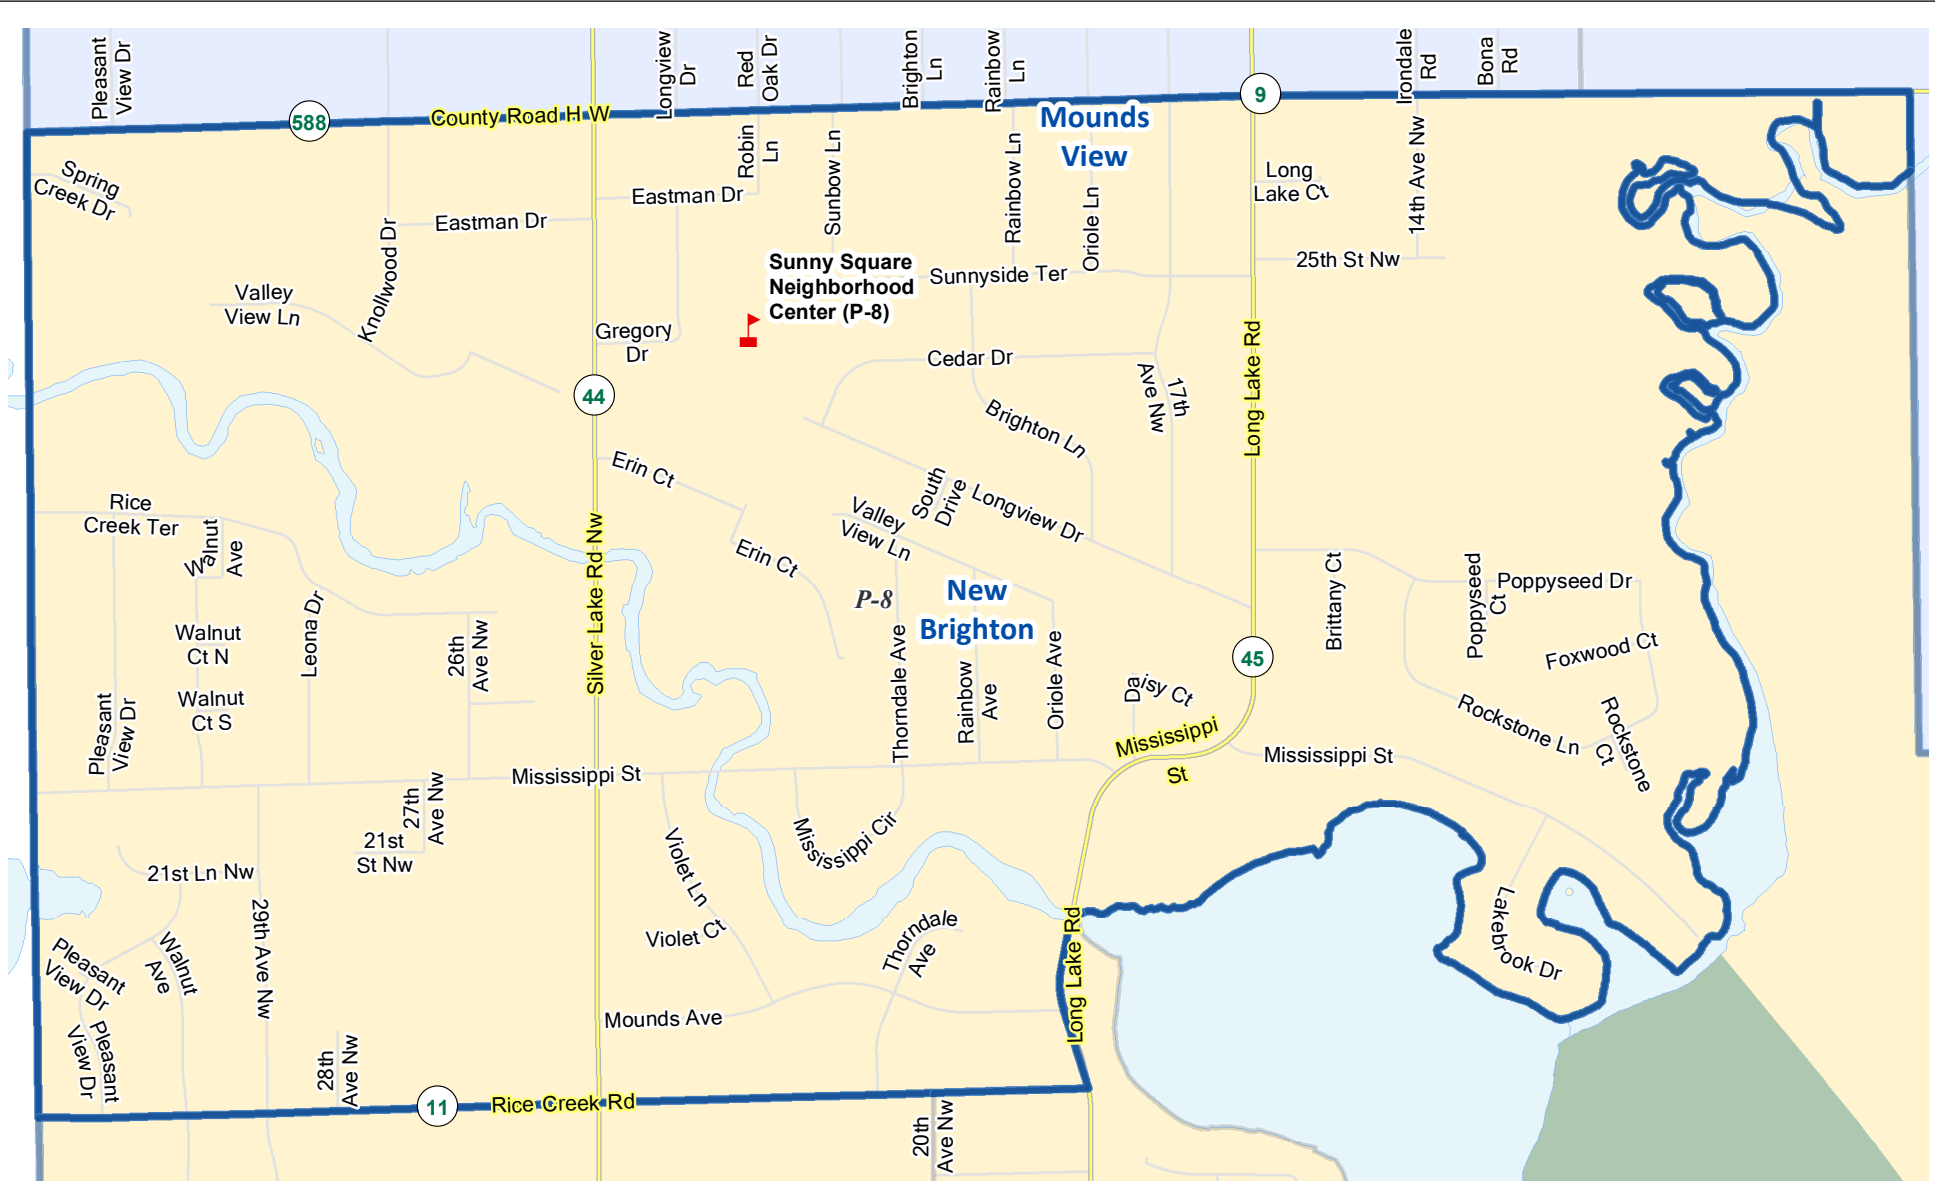 Pleasant
View Dr
Longview
Dr
Red
Oak Dr
Brighton
Ln
Rainbow
Ln
Irondale
Rd
Bona
Rd
588
County Road H W
9
Mounds
View
Robin
Ln
Sunbow Ln
Rainbow Ln
Oriole Ln
Long
Lake Ct
14th Ave Nw
Spring
Creek Dr
Eastman Dr
Eastman Dr
Knollwood Dr
25th St Nw
Sunny Square
Neighborhood
Center (P-8)
Sunnyside Ter
Valley
View Ln
Gregory
Dr
Cedar Dr
17th
Ave Nw
Long Lake Rd
44
Brighton Ln
Erin Ct
South
Drive
Longview Dr
Valley
View Ln
Rice
Creek Ter
Walnut
Ave
Silver Lake Rd Nw
Erin Ct
P-8
New
Brighton
Brittany Ct
Poppyseed
Ct
Poppyseed Dr
Foxwood Ct
Leona Dr
Walnut
Ct N
26th
Ave Nw
Thorndale Ave
Rainbow
Ave
Oriole Ave
45
Daisy Ct
Walnut
Ct S
Pleasant
View Dr
Rockstone Ln
Rockstone
Ct
Mississippi
St
Mississippi St
Mississippi St
27th
Ave Nw
21st
St Nw
Mississippi Cir
Violet Ln
21st Ln Nw
29th Ave Nw
Lakebrook Dr
Violet Ct
Thorndale
Ave
Long Lake Rd
Pleasant
View Dr
Walnut
Ave
Mounds Ave
Pleasant
View Dr
28th
Ave Nw
11
Rice Creek Rd
20th
Ave Nw